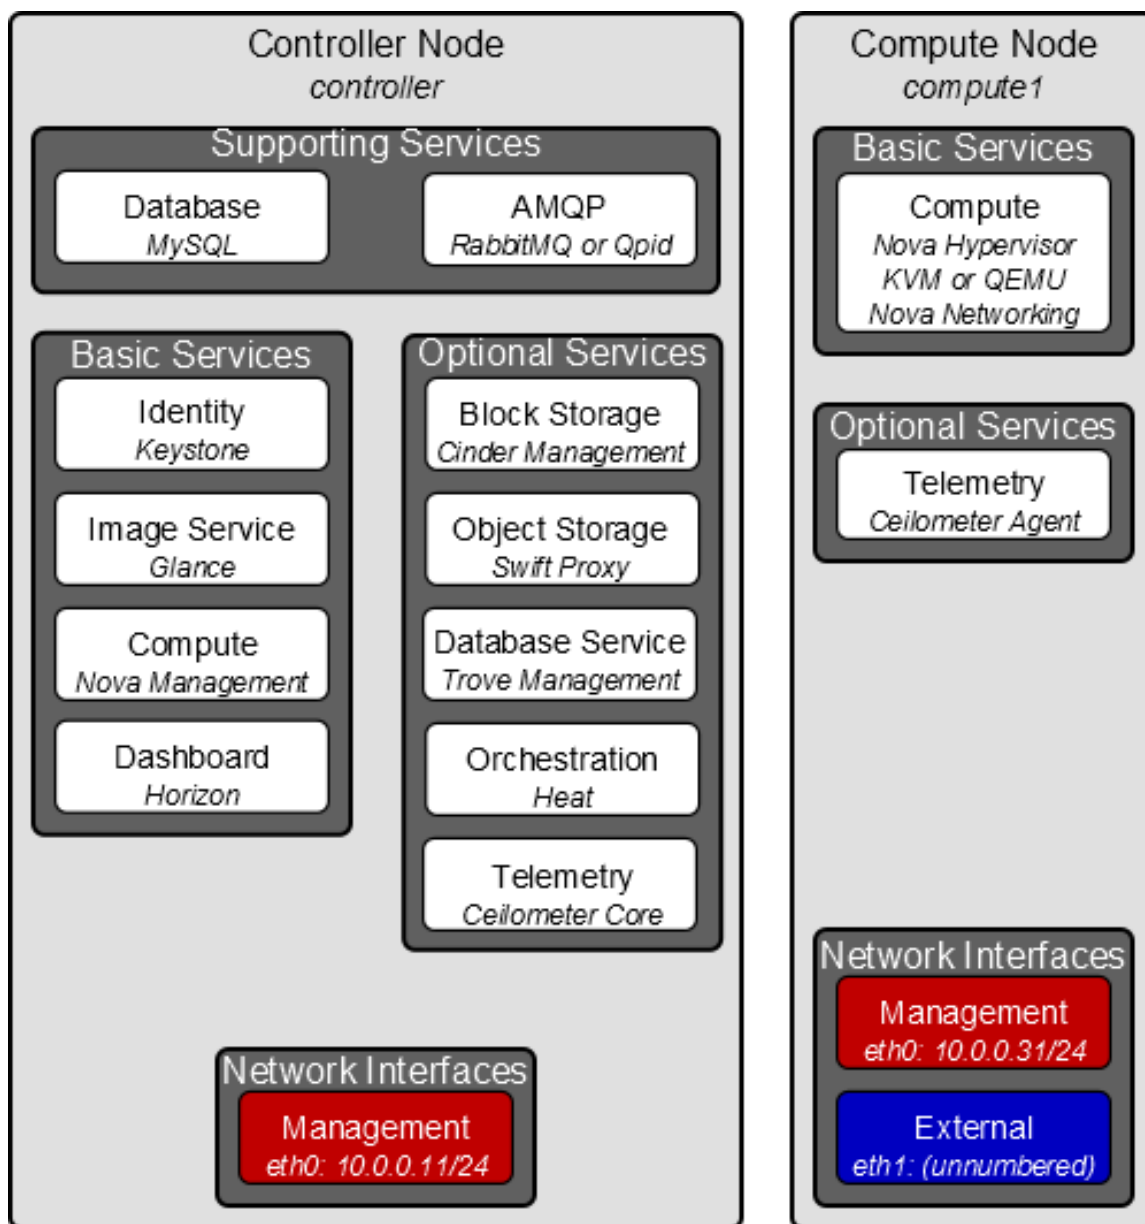 Controller Node
controller
Supporting Services
Database
MySQL
AMQP
RabbitMQ or Qpid
Basic Services
Identity
Keystone
Image Service
Glance
Compute
Nova Management
Dashboard
Horizon
Optional Services
Block Storage
Cinder Management
Object Storage
Swift Proxy
Database Service
Trove Management
Orchestration
Heat
Telemetry
Ceilometer Core
Network Interfaces
Management
eth0: 10.0.0.11/24
Compute Node
compute1
Basic Services
Compute
Nova Hypervisor
KVM or QEMU
Nova Networking
Optional Services
Telemetry
Ceilometer Agent
Network Interfaces
Management
eth0: 10.0.0.31/24
External
eth1: (unnumbered)